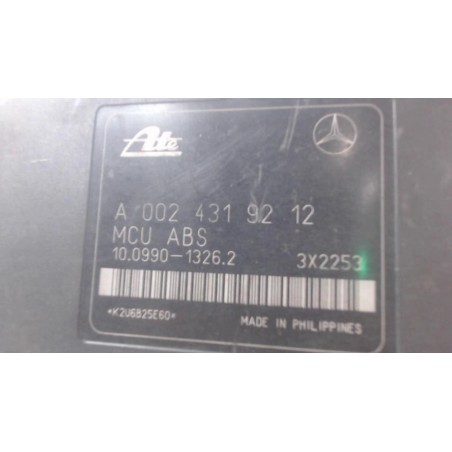 Ate
A 002 431 92 12
MCU ABS
10.0990-1326.2 3X2253
*K2U6825E60*
MADE IN PHILIPPINES